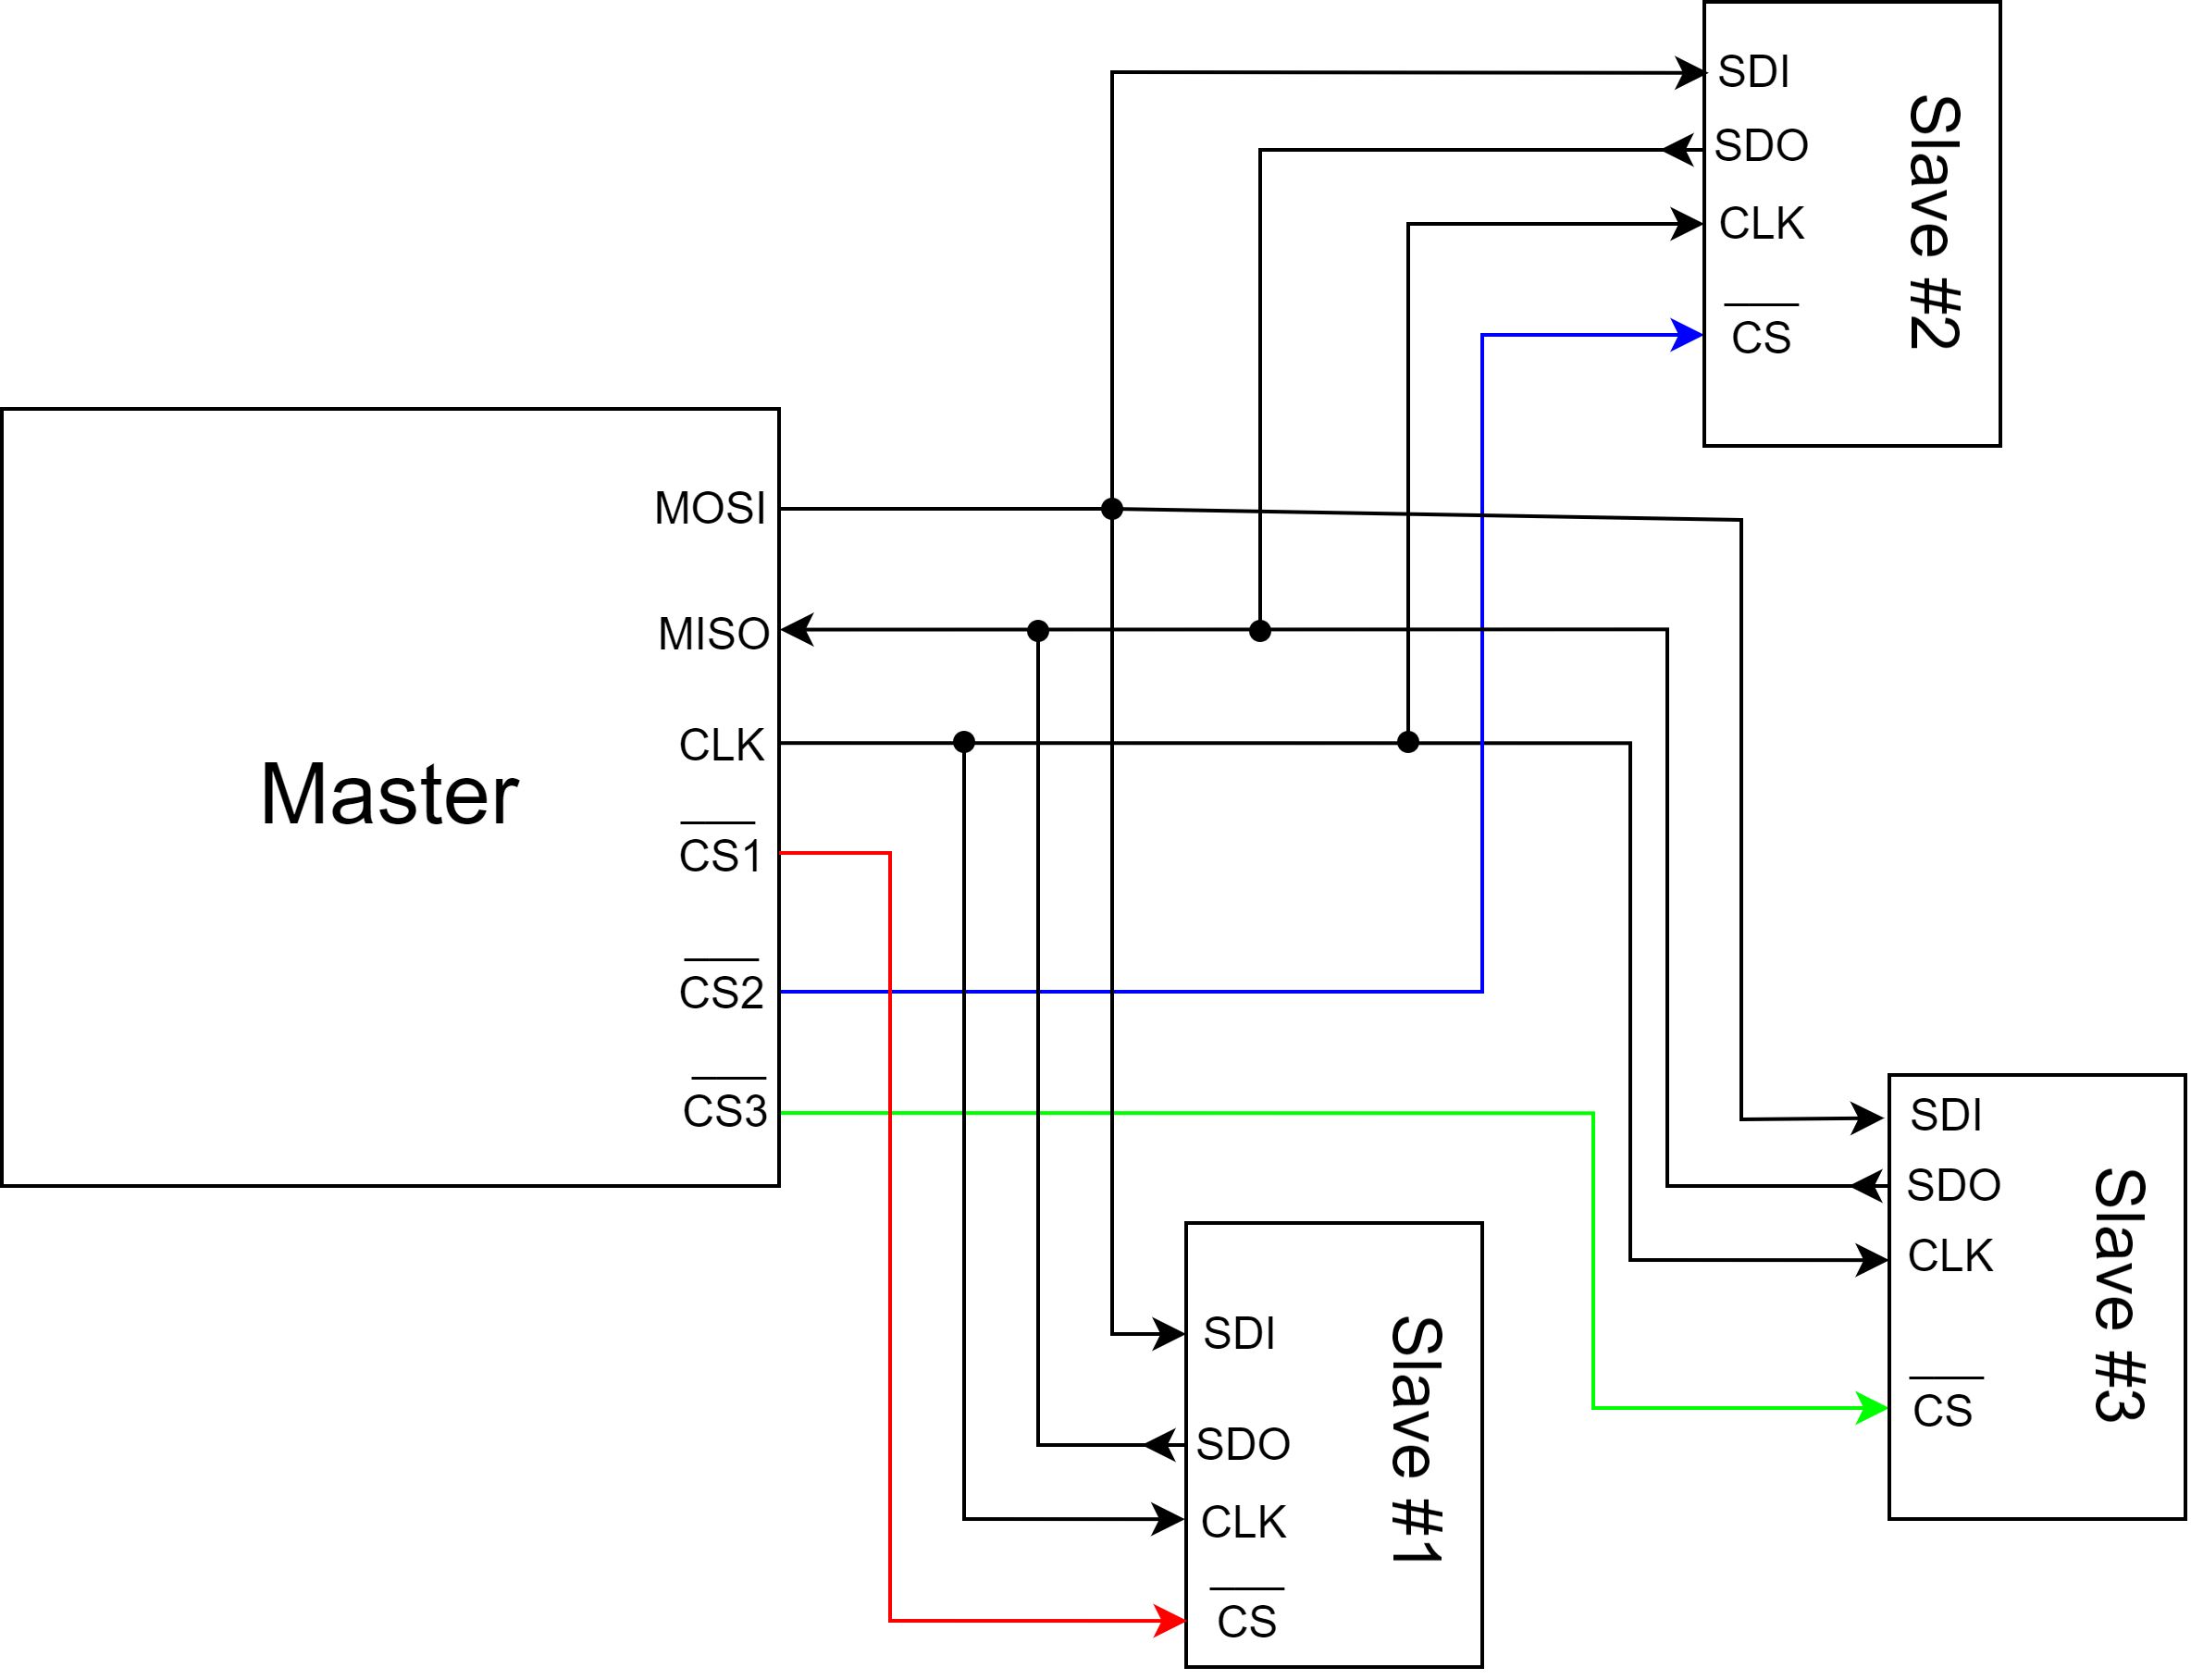 Master
MOSI
MISO
CLK
CS1
CS2
CS3
SDI
SDO
CLK
CS
Slave #2
SDI
SDO
CLK
CS
Slave #3
SDI
SDO
CLK
CS
Slave #1